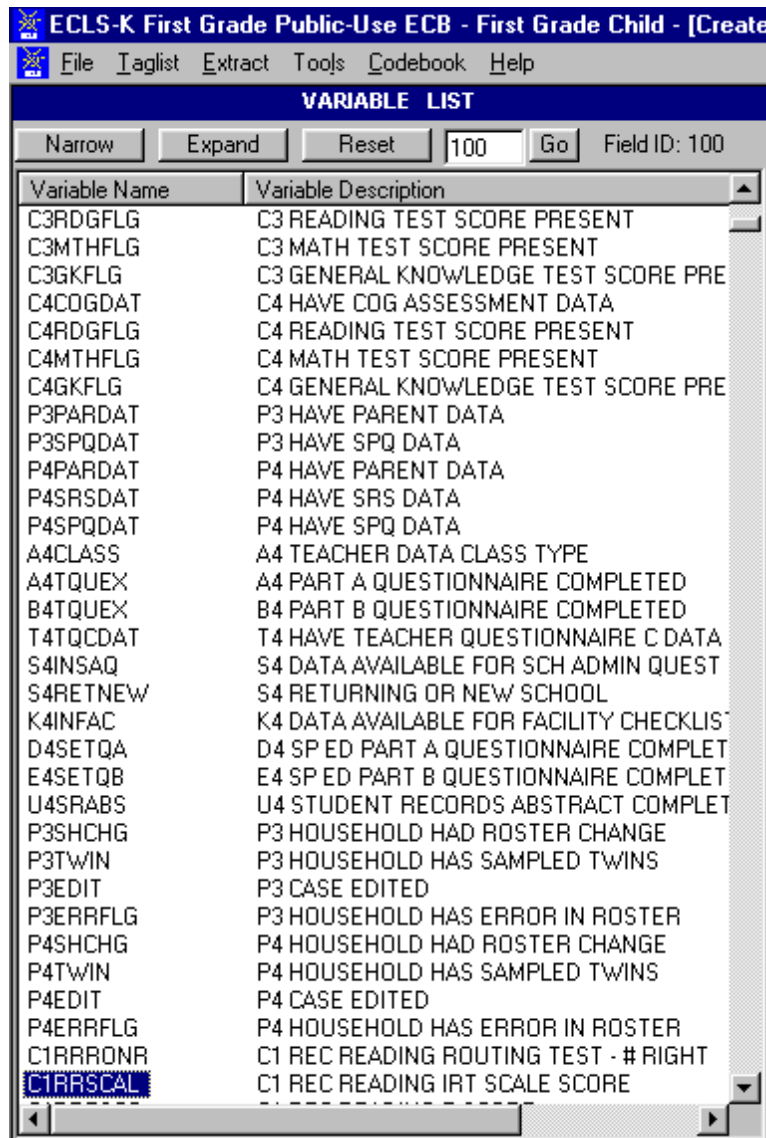 ECLS-K First Grade Public-Use ECB - First Grade Child - [Create
File Taglist Extract Tools Codebook Help
VARIABLE LIST
Narrow Expand Reset 100 Go Field ID: 100
Variable Name Variable Description
C3RDGFLG C3 READING TEST SCORE PRESENT
C3MTHFLG C3 MATH TEST SCORE PRESENT
C3GKFLG C3 GENERAL KNOWLEDGE TEST SCORE PRE
C4COGDAT C4 HAVE COG ASSESSMENT DATA
C4RDGFLG C4 READING TEST SCORE PRESENT
C4MTHFLG C4 MATH TEST SCORE PRESENT
C4GKFLG C4 GENERAL KNOWLEDGE TEST SCORE PRE
P3PARDAT P3 HAVE PARENT DATA
P3SPQDAT P3 HAVE SPQ DATA
P4PARDAT P4 HAVE PARENT DATA
P4SRSDAT P4 HAVE SRS DATA
P4SPQDAT P4 HAVE SPQ DATA
A4CLASS A4 TEACHER DATA CLASS TYPE
A4TQUEX A4 PART A QUESTIONNAIRE COMPLETED
B4TQUEX B4 PART B QUESTIONNAIRE COMPLETED
T4TQCDAT T4 HAVE TEACHER QUESTIONNAIRE C DATA
S4INSAQ S4 DATA AVAILABLE FOR SCH ADMIN QUEST
S4RETNEW S4 RETURNING OR NEW SCHOOL
K4INFAC K4 DATA AVAILABLE FOR FACILITY CHECKLIS
D4SETQA D4 SP ED PART A QUESTIONNAIRE COMPLET
E4SETQB E4 SP ED PART B QUESTIONNAIRE COMPLET
U4SRABS U4 STUDENT RECORDS ABSTRACT COMPLET
P3SHCHG P3 HOUSEHOLD HAD ROSTER CHANGE
P3TWIN P3 HOUSEHOLD HAS SAMPLED TWINS
P3EDIT P3 CASE EDITED
P3ERRFLG P3 HOUSEHOLD HAS ERROR IN ROSTER
P4SHCHG P4 HOUSEHOLD HAD ROSTER CHANGE
P4TWIN P4 HOUSEHOLD HAS SAMPLED TWINS
P4EDIT P4 CASE EDITED
P4ERRFLG P4 HOUSEHOLD HAS ERROR IN ROSTER
C1RRRONR C1 REC READING ROUTING TEST - # RIGHT
C1RRSCAL C1 REC READING IRT SCALE SCORE